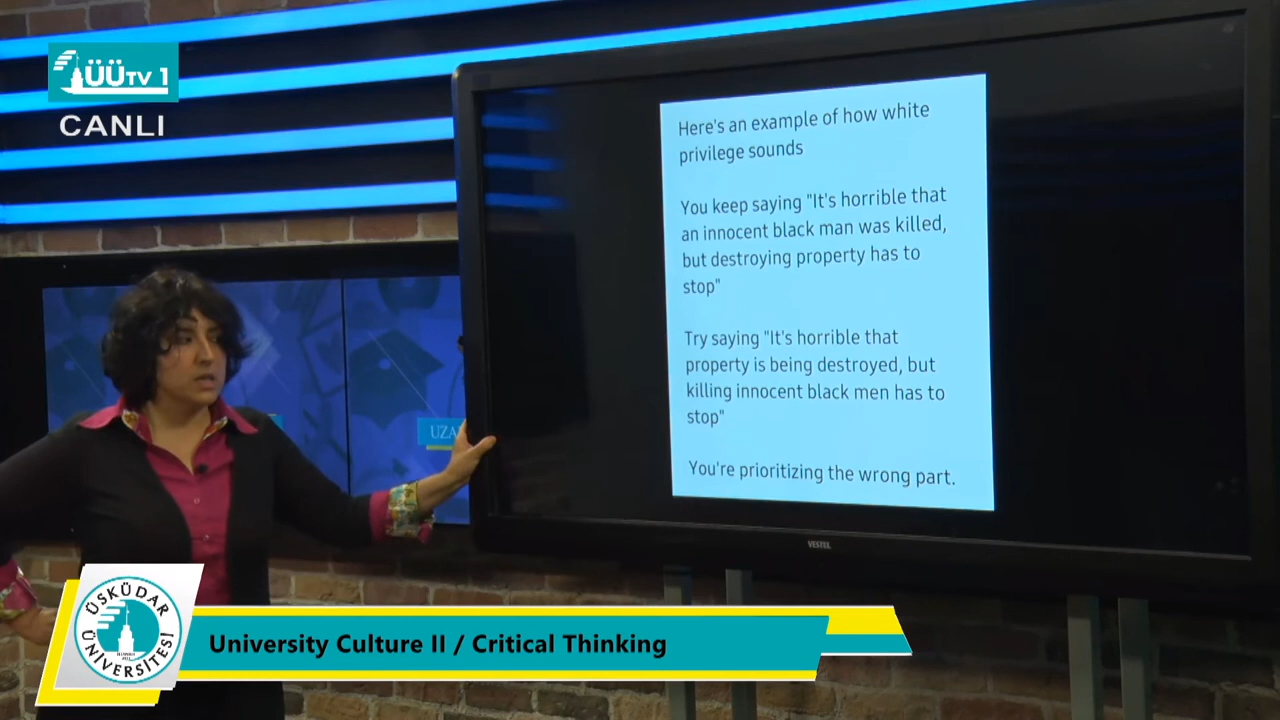 ÜÜTV 1
CANLI
Here's an example of how white
privilege sounds
You keep saying "It's horrible that
an innocent black man was killed,
but destroying property has to
stop"
Try saying "It's horrible that
property is being destroyed, but
killing innocent black men has to
stop"
You're prioritizing the wrong part.
VESTEL
ÜSKÜDAR
ÜNİVERSİTESİ
University Culture II / Critical Thinking